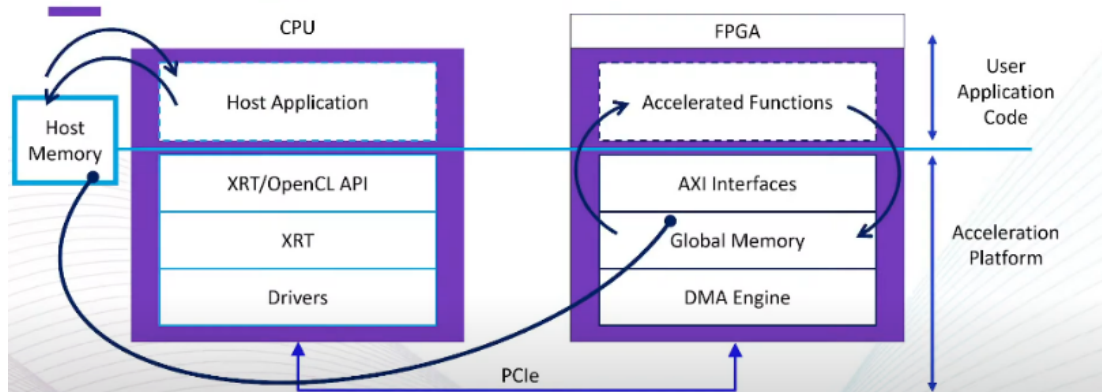 CPU
FPGA
Host Application
Accelerated Functions
User
Application
Code
Host
Memory
XRT/OpenCL API
AXI Interfaces
XRT
Global Memory
Acceleration
Platform
Drivers
DMA Engine
PCIe